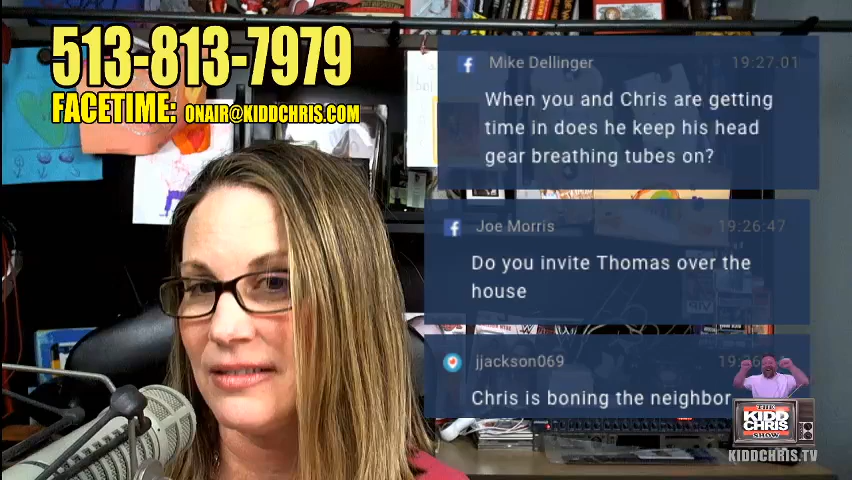 513-813-7979
FACETIME: ONAIR@KIDDCHRIS.COM
Mike Dellinger 19:27.01
When you and Chris are getting
time in does he keep his head
gear breathing tubes on?
Joe Morris 19:26:47
Do you invite Thomas over the
house
jjackson069
Chris is boning the neighbor
THE
KIDD
CHRIS
SHOW
KIDDCHRIS.TV